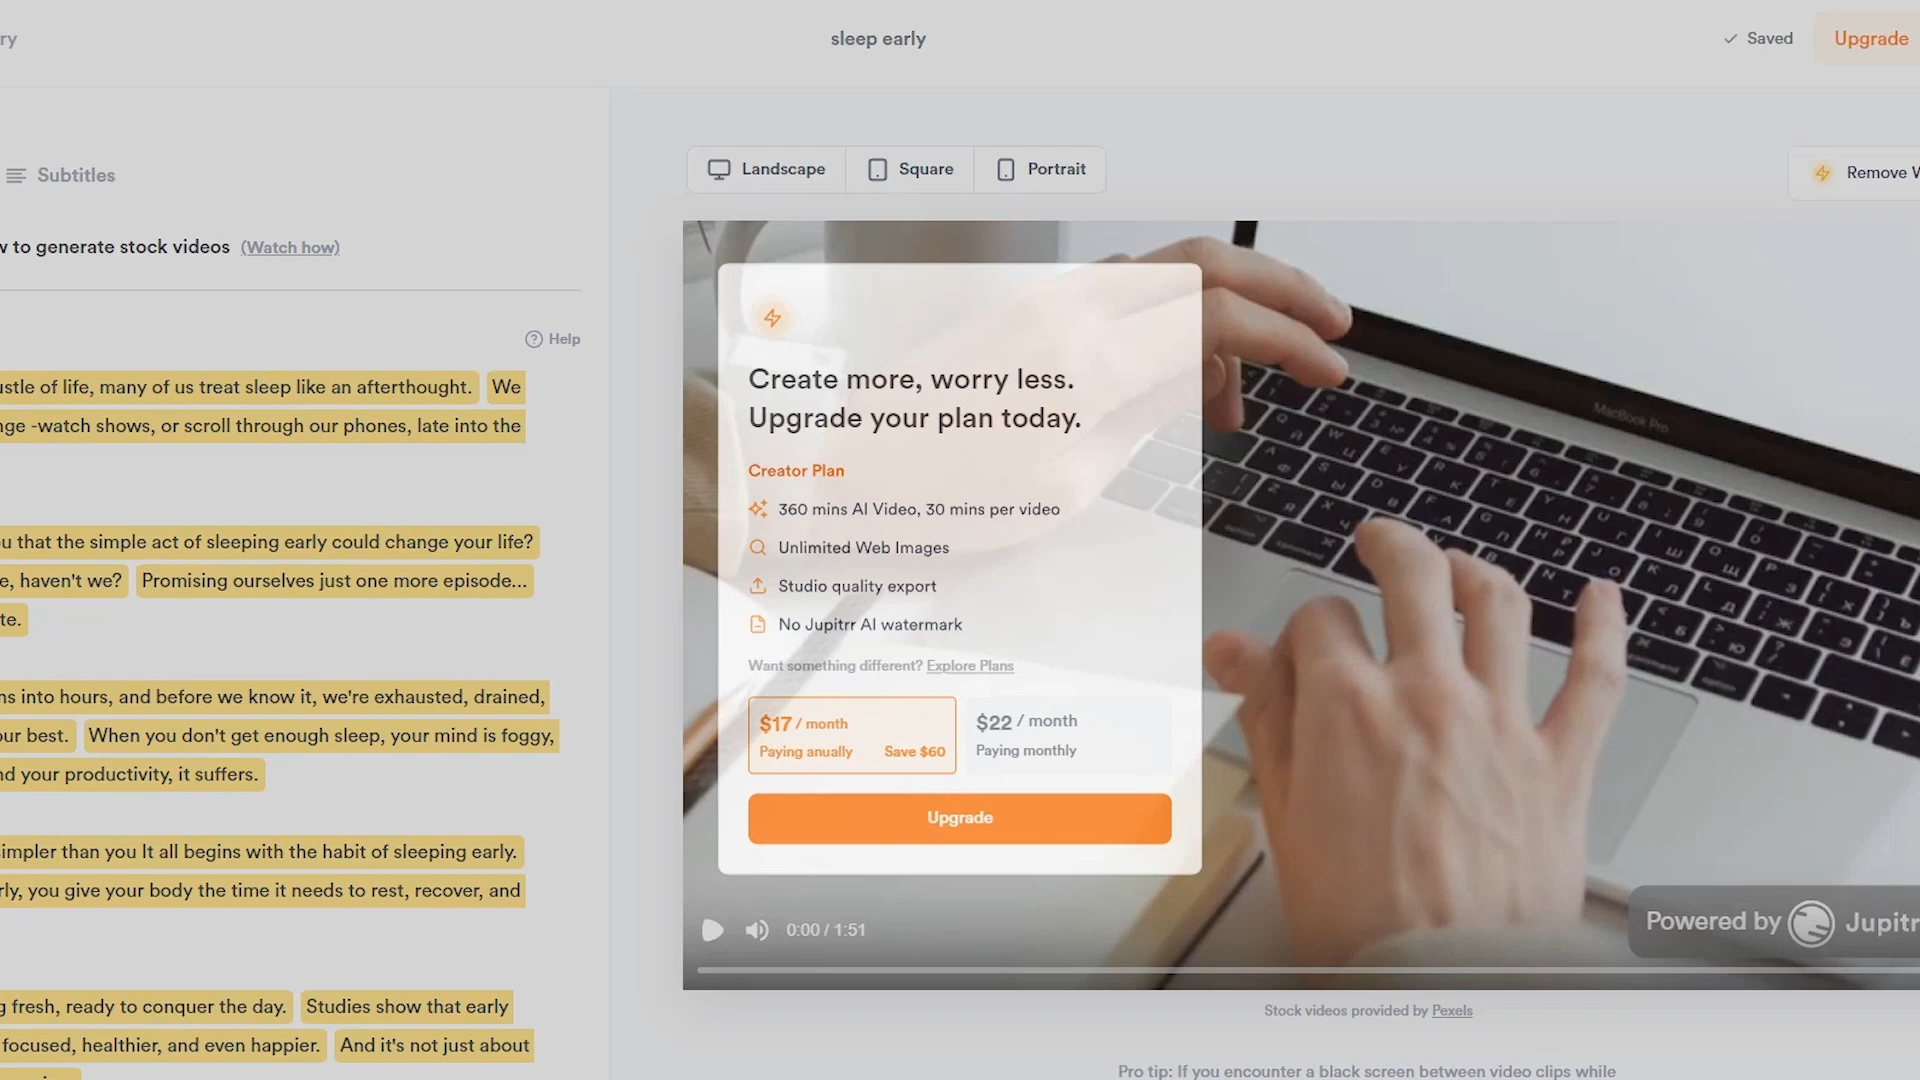 ry
sleep early
Saved
Upgrade
Subtitles
Landscape
Square
Portrait
Remove W
w to generate stock videos (Watch how)
Help
ustle of life, many of us treat sleep like an afterthought. We
nge -watch shows, or scroll through our phones, late into the
u that the simple act of sleeping early could change your life?
e, haven't we? Promising ourselves just one more episode...
te.
ns into hours, and before we know it, we're exhausted, drained,
our best. When you don't get enough sleep, your mind is foggy,
nd your productivity, it suffers.
simpler than you It all begins with the habit of sleeping early.
rly, you give your body the time it needs to rest, recover, and
g fresh, ready to conquer the day. Studies show that early
focused, healthier, and even happier. And it's not just about
MacBook Pro
Create more, worry less.
Upgrade your plan today.
Creator Plan
360 mins AI Video, 30 mins per video
Unlimited Web Images
Studio quality export
No Jupitrr AI watermark
Want something different? Explore Plans
$17 / month
Paying anually Save $60
$22 / month
Paying monthly
Upgrade
0:00 / 1:51
Powered by Jupitr
Stock videos provided by Pexels
Pro tip: If you encounter a black screen between video clips while